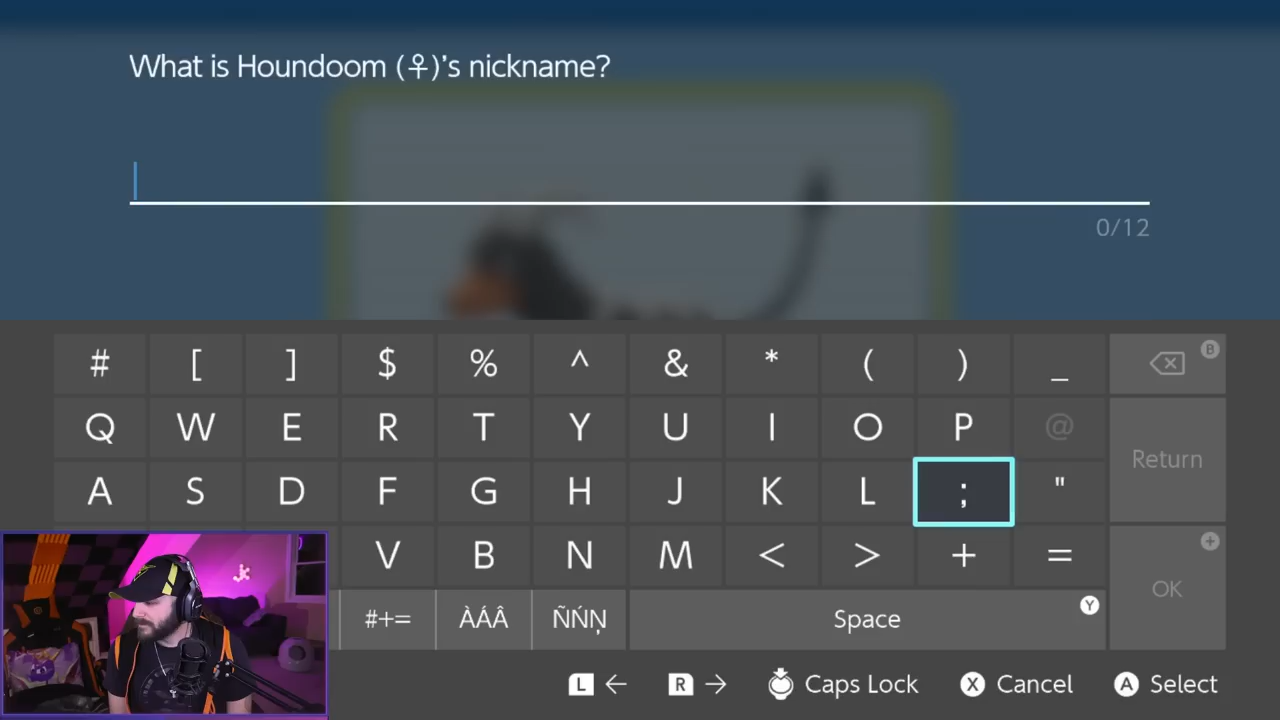 What is Houndoom (♀)'s nickname?
0/12
# [ ] $ % ^ & * ( ) _ B
Q W E R T Y U I O P @ Return
A S D F G H J K L ; "
V B N M < > + = + OK
#+= ÀÁÂ ÑŃŅ Space Y
L ← R → Caps Lock X Cancel A Select